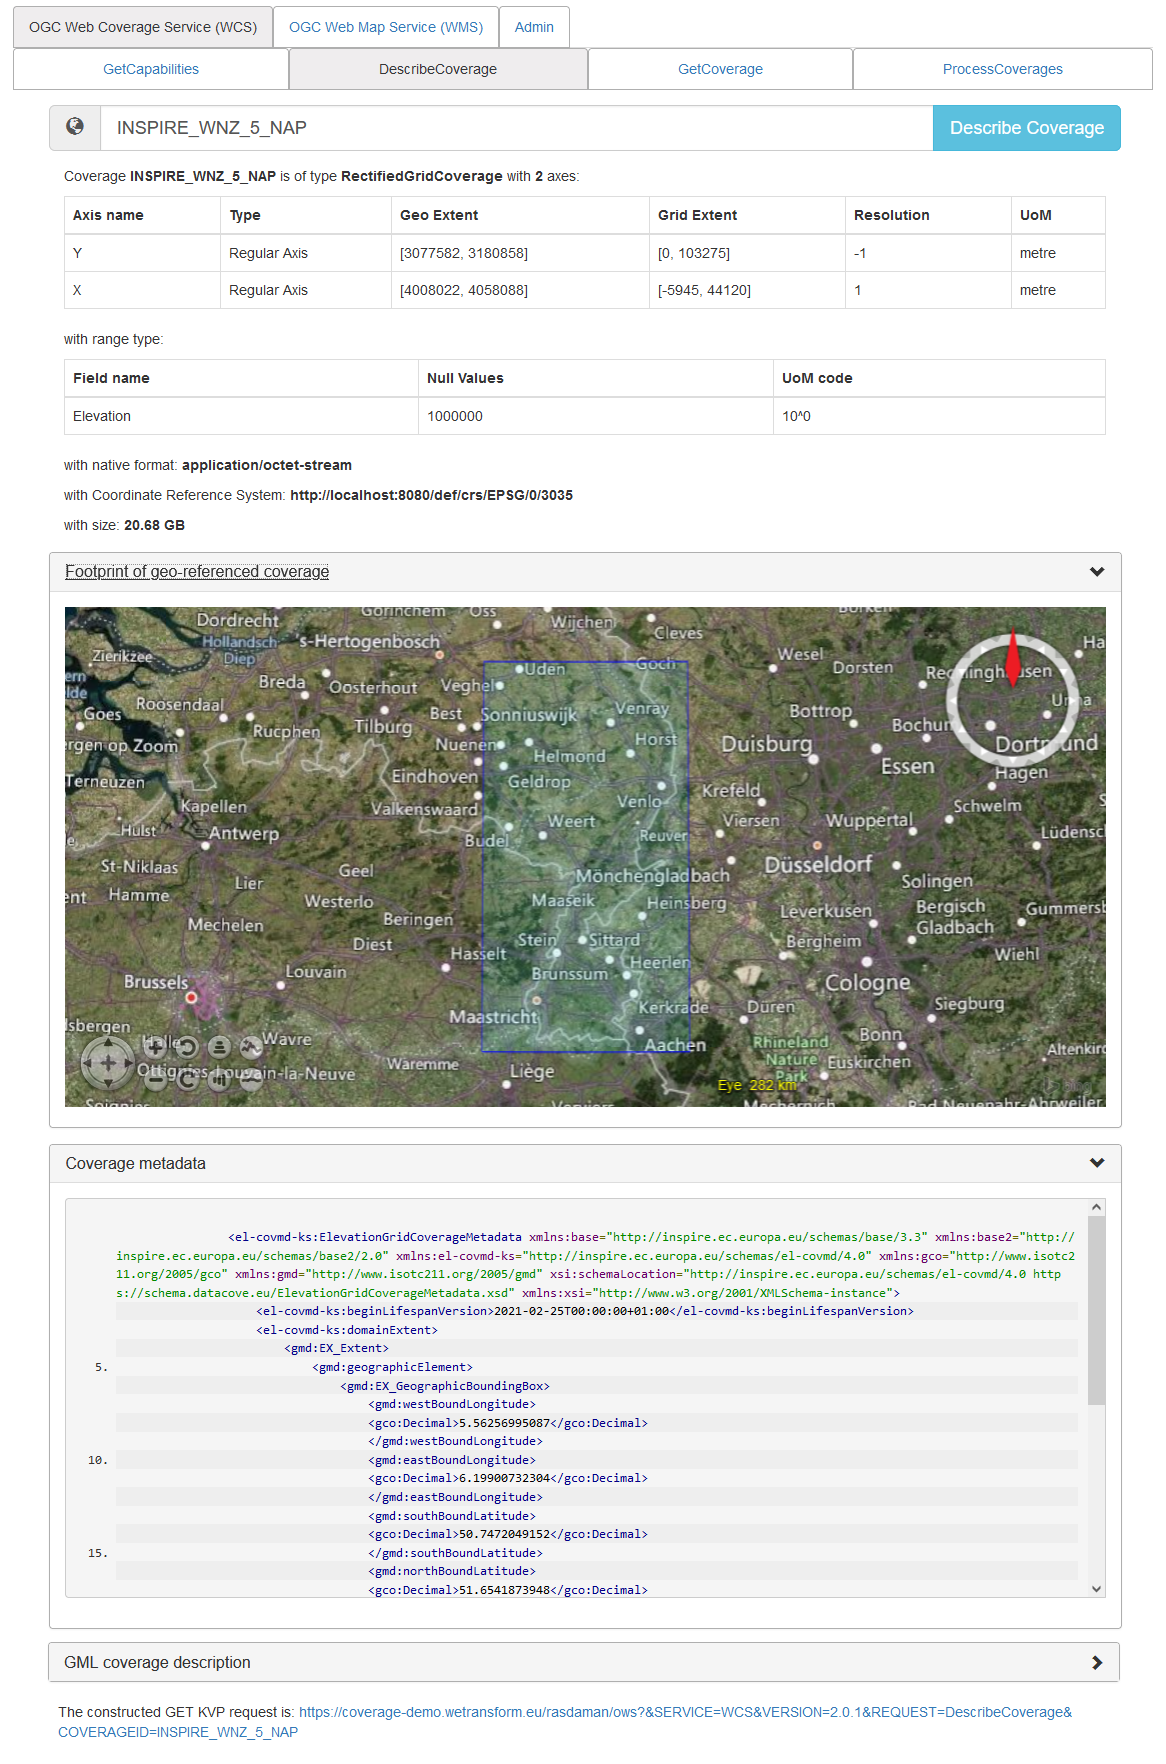 OGC Web Coverage Service (WCS) OGC Web Map Service (WMS) Admin
GetCapabilities DescribeCoverage GetCoverage ProcessCoverages
INSPIRE_WNZ_5_NAP Describe Coverage
Coverage INSPIRE_WNZ_5_NAP is of type RectifiedGridCoverage with 2 axes:
Axis name Type Geo Extent Grid Extent Resolution UoM
Y Regular Axis [3077582, 3180858] [0, 103275] -1 metre
X Regular Axis [4008022, 4058088] [-5945, 44120] 1 metre
with range type:
Field name Null Values UoM code
Elevation 1000000 10^0
with native format: application/octet-stream
with Coordinate Reference System: http://localhost:8080/def/crs/EPSG/0/3035
with size: 20.68 GB
Footprint of geo-referenced coverage
Gorinchem Oss Wijchen
Dordrecht Cleves
Hollandsch Diep 's-Hertogenbosch
Zierikzee Wesel Dorsten Recklinghausen
Uden Goch
Breda Oosterhout Veghel
Goes Roosendaal Best Sonniuswijk Venray Bottrop
Rucphen Tilburg Bochum
Bergen op Zoom Nuenen Helmond Horst Duisburg Dortmund
Terneuzen Eindhoven Geldrop Essen Hagen
Kapellen Valkenswaard Venlo Krefeld Schwelm
Hulst Antwerp Budel Weert Reuver Viersen Wuppertal
St-Niklaas Geel Mönchengladbach Düsseldorf
Hamme Lier Westerlo Maaseik Heinsberg Solingen
Mechelen Beringen Leverkusen Bergisch Gladbach
Diest Hasselt Stein Sittard Bergheim Wiehl
Brussels Louvain Brunssum Heerlen Cologne
Maastricht Kerkrade Düren Siegburg
Halle Wavre Aachen Rhineland Nature Park Bonn
Ottignies-Louvain-la-Neuve Waremme Liège Euskirchen
Eye 282 km
Soignies Verviers Mechernich Bad Neuenahr-Ahrweiler
Coverage metadata
<el-covmd-ks:ElevationGridCoverageMetadata xmlns:base="http://inspire.ec.europa.eu/schemas/base/3.3" xmlns:base2="http://
inspire.ec.europa.eu/schemas/base2/2.0" xmlns:el-covmd-ks="http://inspire.ec.europa.eu/schemas/el-covmd/4.0" xmlns:gco="http://www.isotc2
11.org/2005/gco" xmlns:gmd="http://www.isotc211.org/2005/gmd" xsi:schemaLocation="http://inspire.ec.europa.eu/schemas/el-covmd/4.0 http
s://schema.datacove.eu/ElevationGridCoverageMetadata.xsd" xmlns:xsi="http://www.w3.org/2001/XMLSchema-instance">
<el-covmd-ks:beginLifespanVersion>2021-02-25T00:00:00+01:00</el-covmd-ks:beginLifespanVersion>
<el-covmd-ks:domainExtent>
<gmd:EX_Extent>
5. <gmd:geographicElement>
<gmd:EX_GeographicBoundingBox>
<gmd:westBoundLongitude>
<gco:Decimal>5.56256995087</gco:Decimal>
</gmd:westBoundLongitude>
10. <gmd:eastBoundLongitude>
<gco:Decimal>6.19900732304</gco:Decimal>
</gmd:eastBoundLongitude>
<gmd:southBoundLatitude>
<gco:Decimal>50.7472049152</gco:Decimal>
15. </gmd:southBoundLatitude>
<gmd:northBoundLatitude>
<gco:Decimal>51.6541873948</gco:Decimal>
GML coverage description
The constructed GET KVP request is: https://coverage-demo.wetransform.eu/rasdaman/ows?&SERVICE=WCS&VERSION=2.0.1&REQUEST=DescribeCoverage&
COVERAGEID=INSPIRE_WNZ_5_NAP